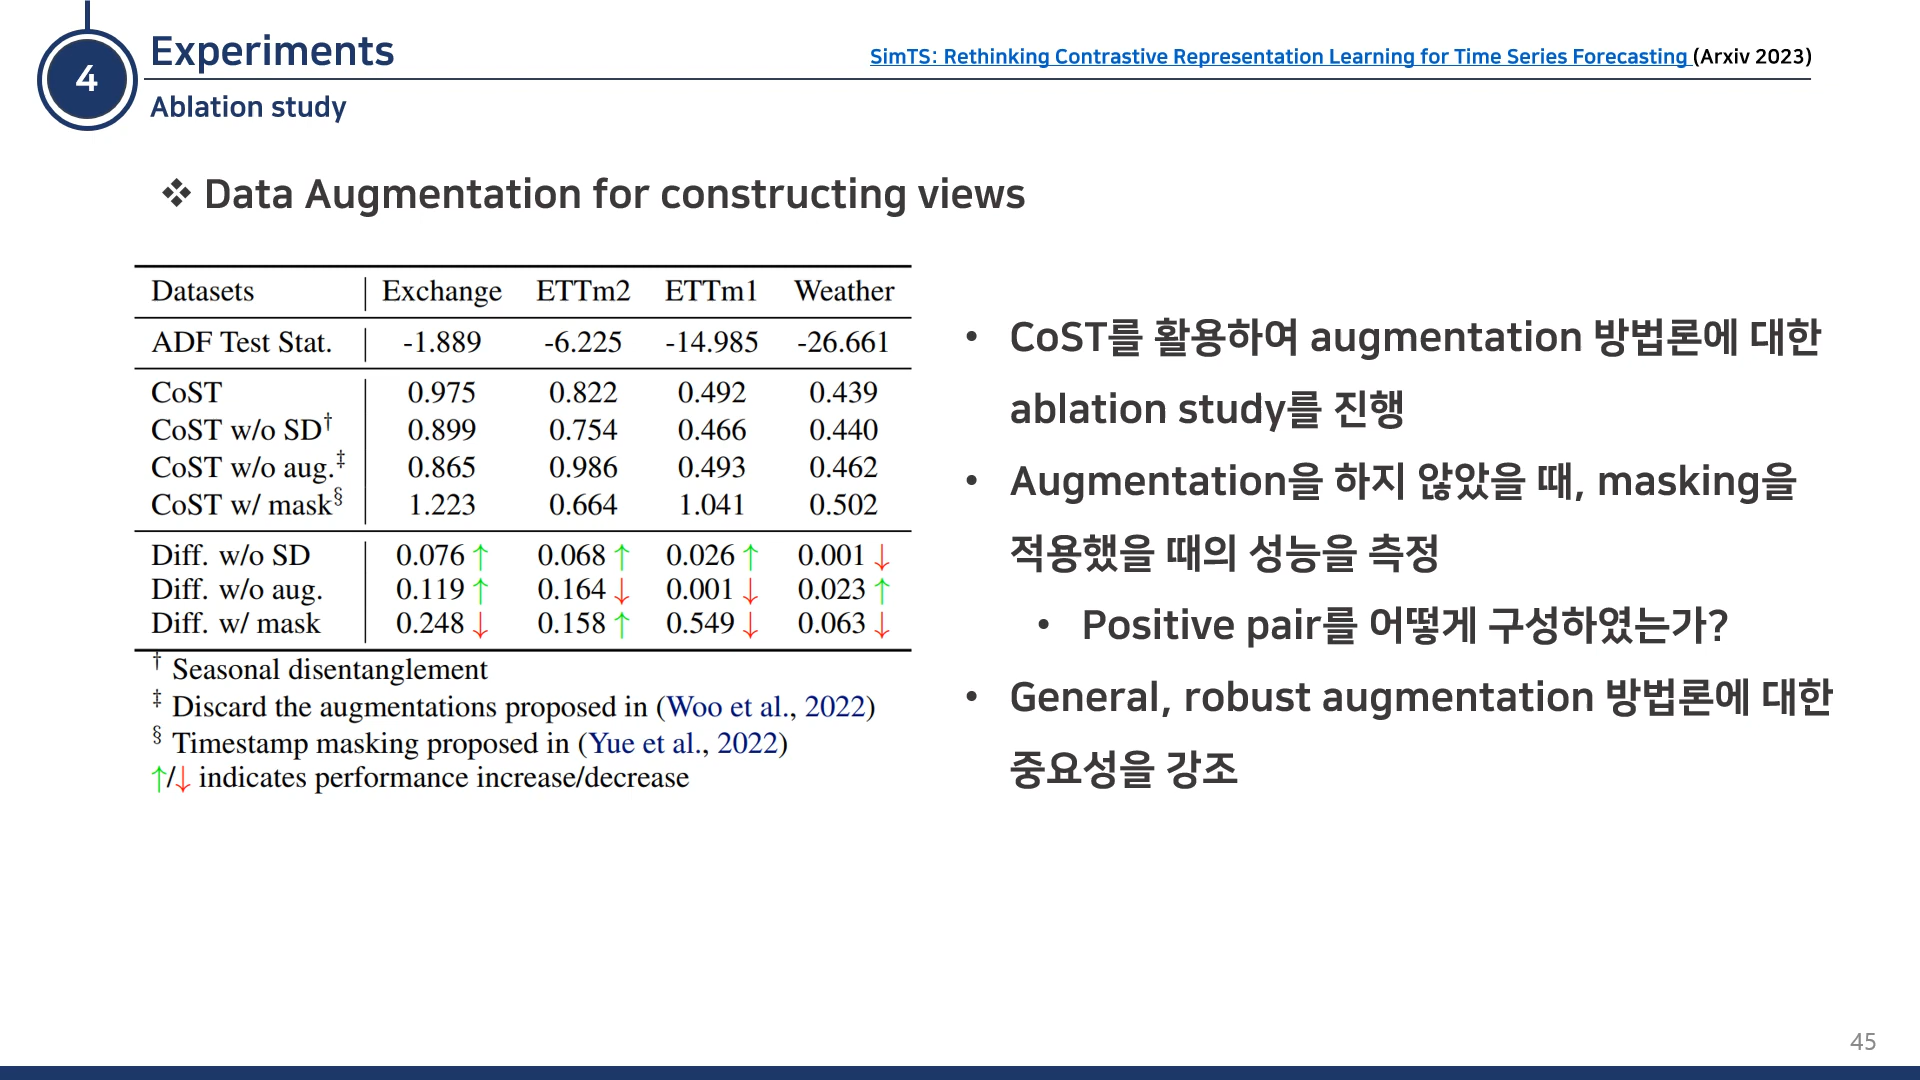 4
Experiments
SimTS: Rethinking Contrastive Representation Learning for Time Series Forecasting (Arxiv 2023)
Ablation study
❖ Data Augmentation for constructing views
Datasets Exchange ETTm2 ETTm1 Weather
ADF Test Stat. -1.889 -6.225 -14.985 -26.661
CoST 0.975 0.822 0.492 0.439
CoST w/o SD† 0.899 0.754 0.466 0.440
CoST w/o aug.‡ 0.865 0.986 0.493 0.462
CoST w/ mask§ 1.223 0.664 1.041 0.502
Diff. w/o SD 0.076 ↑ 0.068 ↑ 0.026 ↑ 0.001 ↓
Diff. w/o aug. 0.119 ↑ 0.164 ↓ 0.001 ↓ 0.023 ↑
Diff. w/ mask 0.248 ↓ 0.158 ↑ 0.549 ↓ 0.063 ↓
† Seasonal disentanglement
‡ Discard the augmentations proposed in (Woo et al., 2022)
§ Timestamp masking proposed in (Yue et al., 2022)
↑/↓ indicates performance increase/decrease
• CoST를 활용하여 augmentation 방법론에 대한
ablation study를 진행
• Augmentation을 하지 않았을 때, masking을
적용했을 때의 성능을 측정
• Positive pair를 어떻게 구성하였는가?
• General, robust augmentation 방법론에 대한
중요성을 강조
45